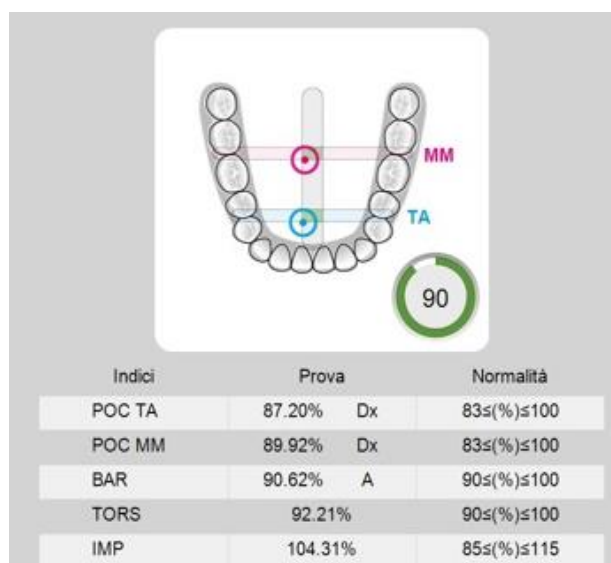 MM
TA
90
Indici Prova Normalità
POC TA 87.20% Dx 83≤(%)≤100
POC MM 89.92% Dx 83≤(%)≤100
BAR 90.62% A 90≤(%)≤100
TORS 92.21% 90≤(%)≤100
IMP 104.31% 85≤(%)≤115